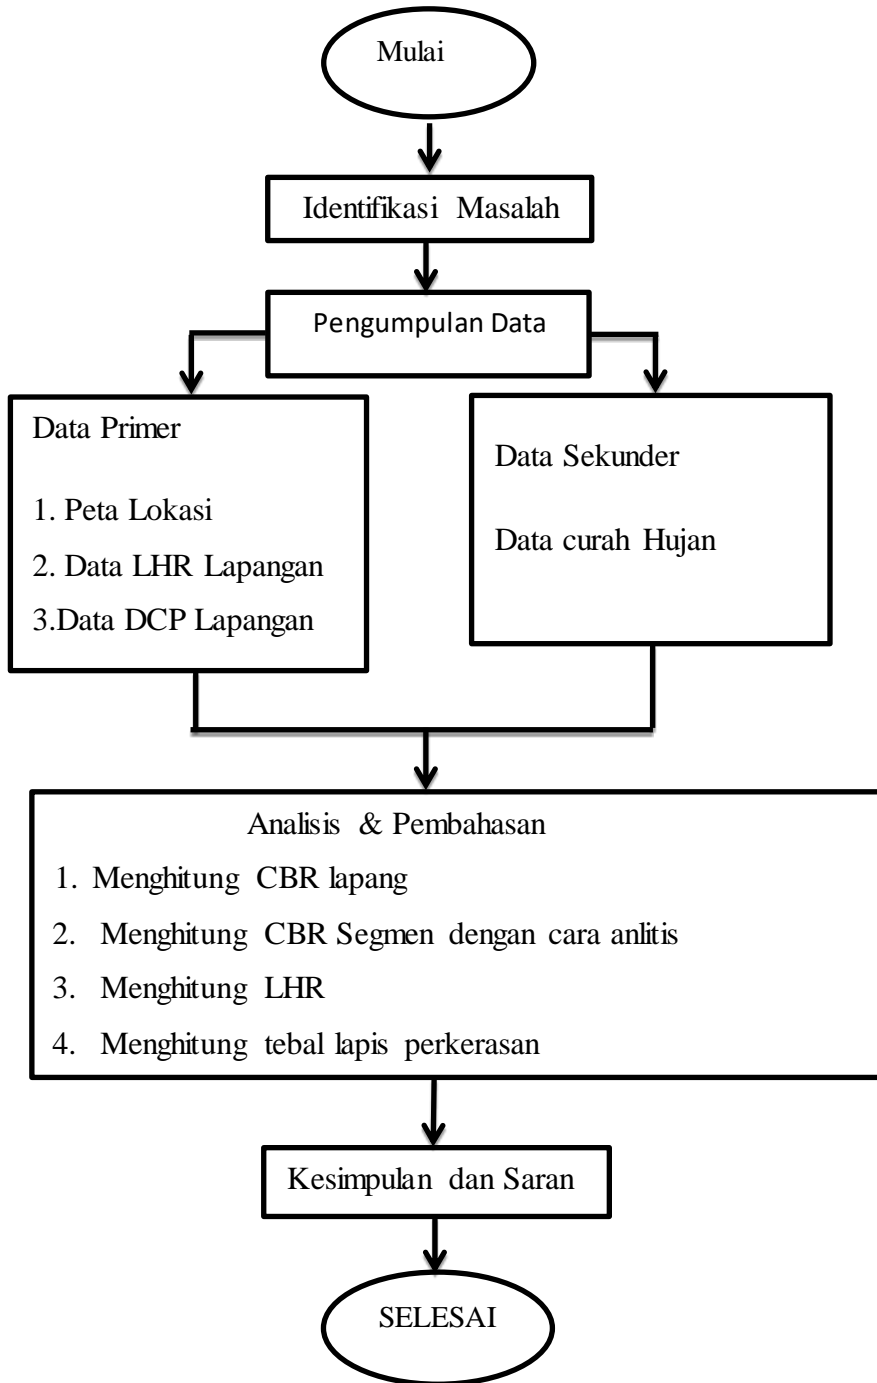 Mulai
Identifikasi Masalah
Pengumpulan Data
Data Primer
1. Peta Lokasi
2. Data LHR Lapangan
3.Data DCP Lapangan
Data Sekunder
Data curah Hujan
Analisis & Pembahasan
1. Menghitung CBR lapang
2. Menghitung CBR Segmen dengan cara anlitis
3. Menghitung LHR
4. Menghitung tebal lapis perkerasan
Kesimpulan dan Saran
SELESAI